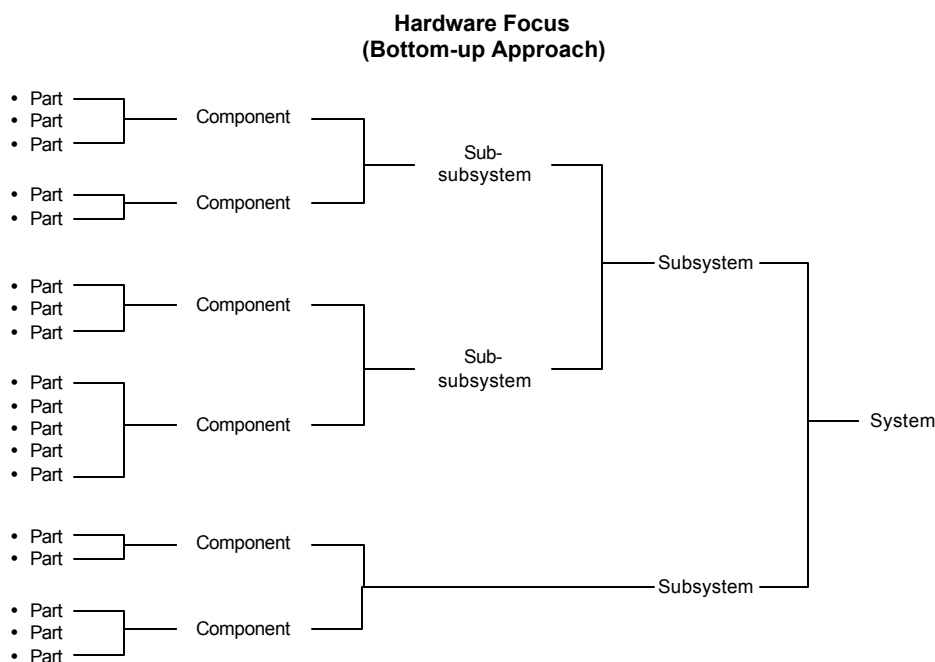 Hardware Focus
(Bottom-up Approach)
• Part
• Part
• Part
Component
• Part
• Part
Component
Sub-
subsystem
• Part
• Part
• Part
Component
• Part
• Part
• Part
• Part
• Part
Component
Sub-
subsystem
Subsystem
• Part
• Part
Component
• Part
• Part
• Part
Component
Subsystem
System